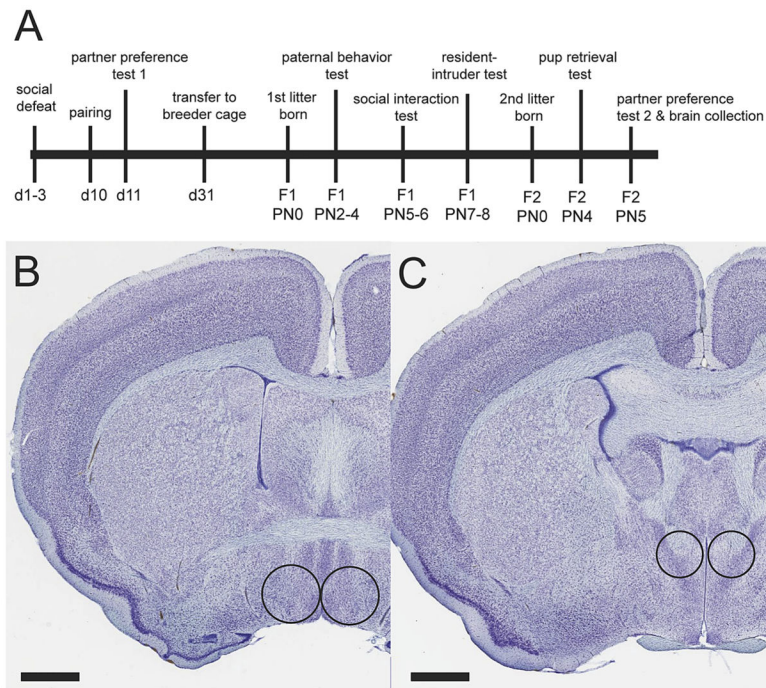 A
partner preference
test 1
paternal behavior
test
resident-
intruder test
pup retrieval
test
social
defeat
pairing
transfer to
breeder cage
1st litter
born
social interaction
test
2nd litter
born
partner preference
test 2 & brain collection
d1-3
d10
d11
d31
F1
PN0
F1
PN2-4
F1
PN5-6
F1
PN7-8
F2
PN0
F2
PN4
F2
PN5
B
C